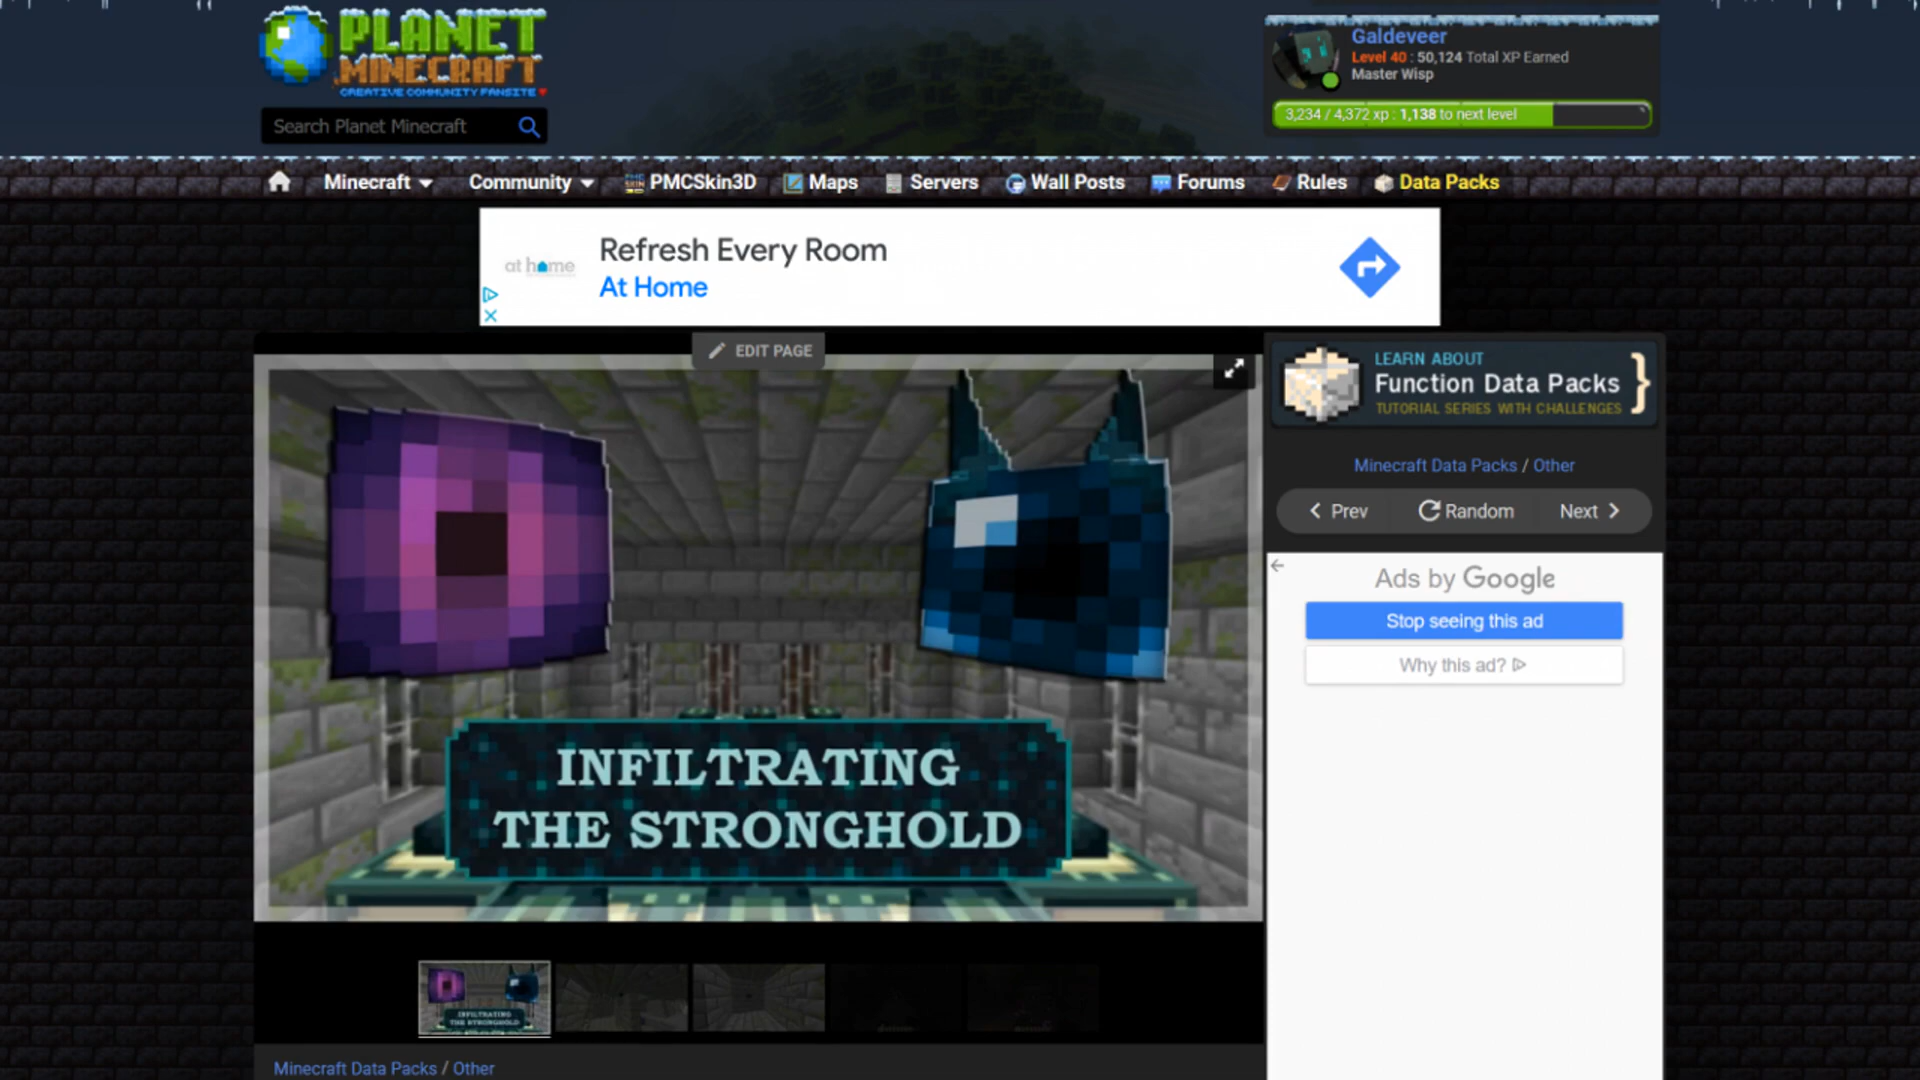 PLANET
MINECRAFT
CREATIVE COMMUNITY FANSITE
Search Planet Minecraft
Galdeveer
Level 40 : 50,124 Total XP Earned
Master Wisp
3,234 / 4,372 xp : 1,138 to next level
Minecraft
Community
PMCSkin3D
Maps
Servers
Wall Posts
Forums
Rules
Data Packs
at home
Refresh Every Room
At Home
EDIT PAGE
INFILTRATING
THE STRONGHOLD
LEARN ABOUT
Function Data Packs
TUTORIAL SERIES WITH CHALLENGES
Minecraft Data Packs / Other
Prev
Random
Next
Ads by Google
Stop seeing this ad
Why this ad?
INFILTRATING
THE STRONGHOLD
Minecraft Data Packs / Other